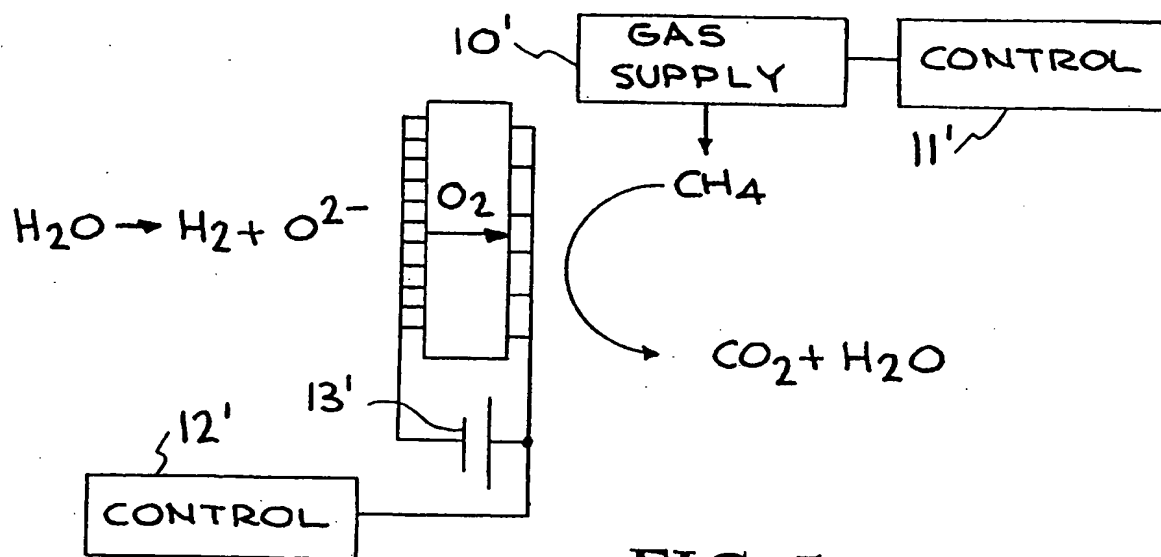 10'
GAS
SUPPLY
CONTROL
11'
CH4
O2
H2O → H2 + O2-
CO2 + H2O
13'
12'
CONTROL